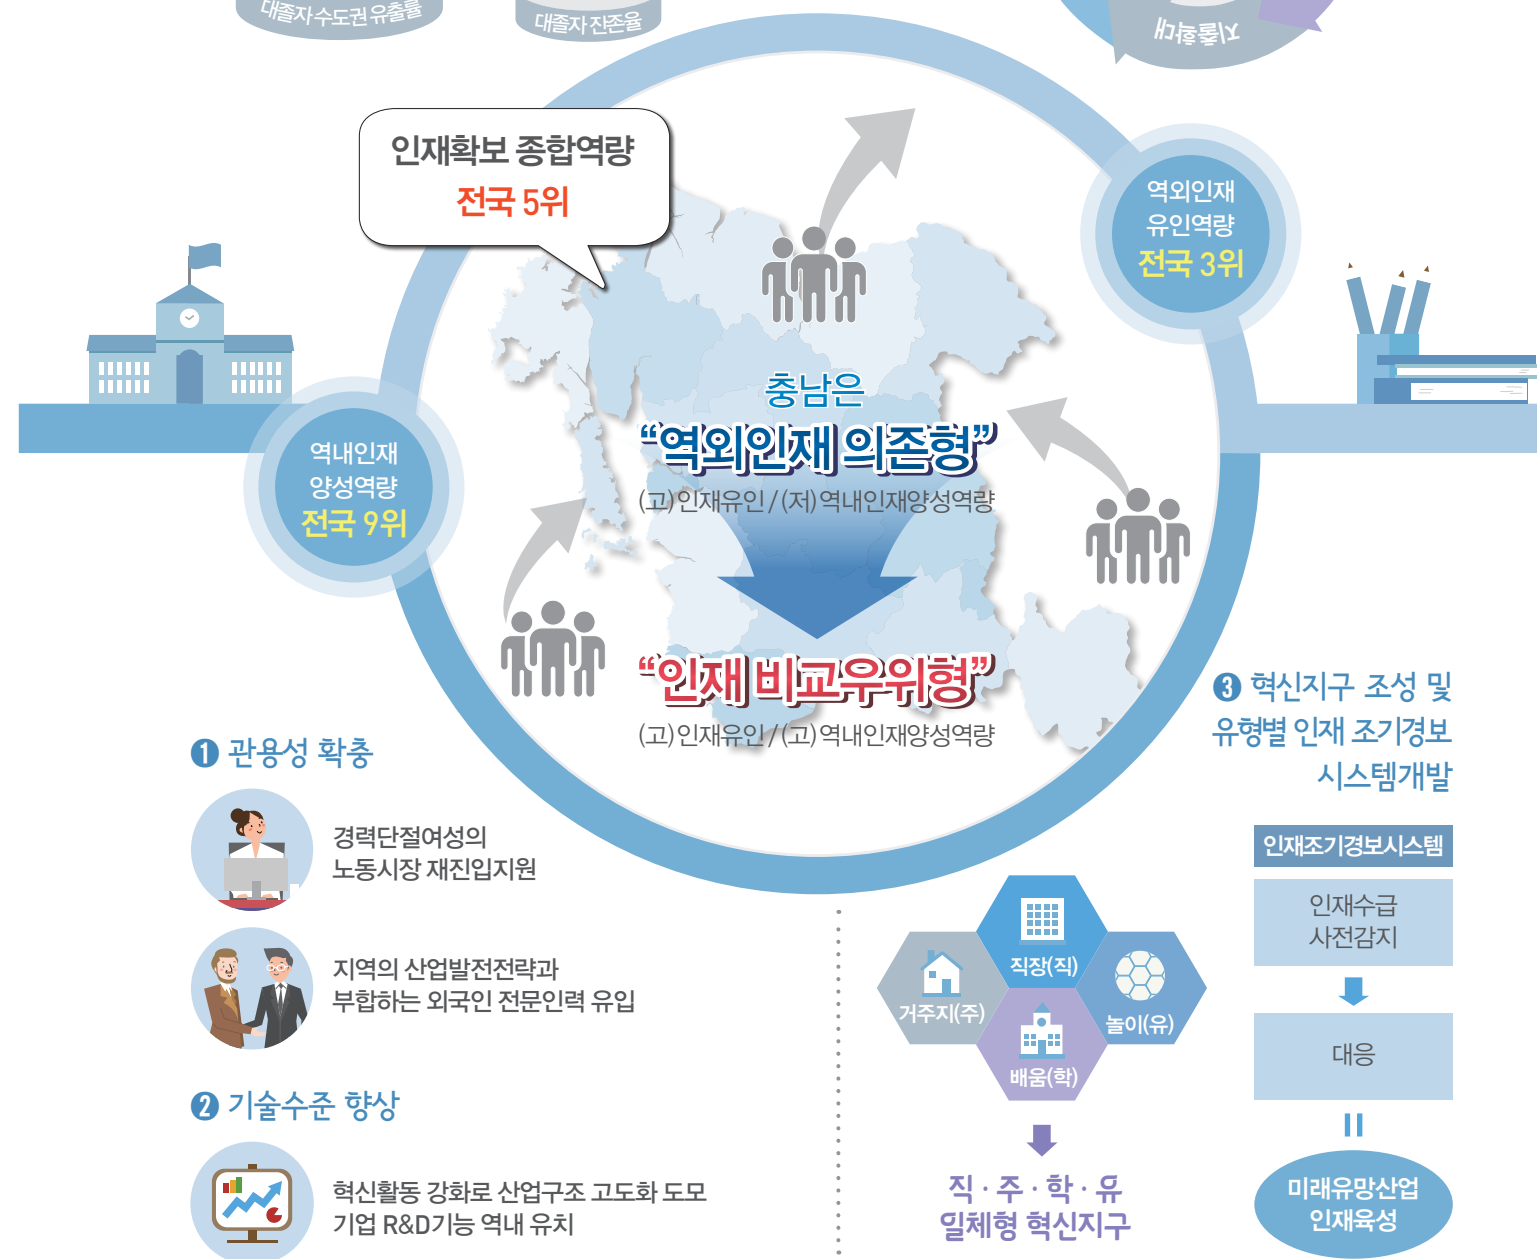 대졸자 수도권 유출률
대졸자 잔존율
지출확대
인재확보 종합역량
전국 5위
역외인재
유인역량
전국 3위
역내인재
양성역량
전국 9위
충남은
“역외인재 의존형”
(고)인재유인 / (저)역내인재양성역량
“인재 비교우위형”
(고)인재유인 / (고)역내인재양성역량
❶ 관용성 확충
경력단절여성의
노동시장 재진입지원
지역의 산업발전전략과
부합하는 외국인 전문인력 유입
❷ 기술수준 향상
혁신활동 강화로 산업구조 고도화 도모
기업 R&D기능 역내 유치
직장(직)
거주지(주)
놀이(유)
배움(학)
직·주·학·유
일체형 혁신지구
❸ 혁신지구 조성 및
유형별 인재 조기경보
시스템개발
인재조기경보시스템
인재수급
사전감지
대응
미래유망산업
인재육성